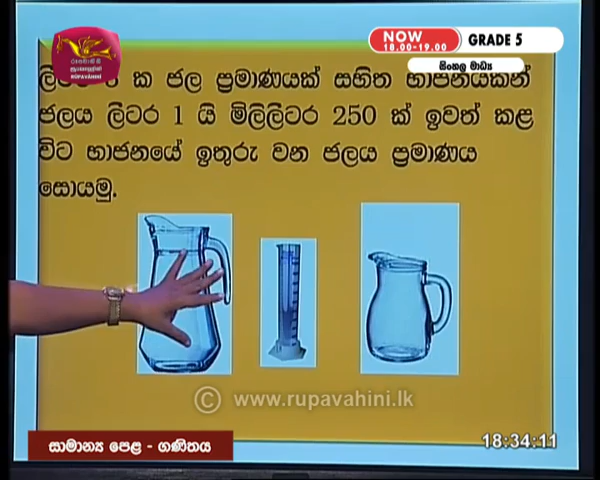 රූපවාහිනී
RUPAVAHINI
NOW
18.00-19.00
GRADE 5
සිංහල මාධ්‍ය
ක ජල ප්‍රමාණයක් සහිත භාජනයකින්
ජලය ලීටර 1 යි මිලිලීටර 250 ක් ඉවත් කළ
විට භාජනයේ ඉතුරු වන ජලය ප්‍රමාණය
සොයමු.
© www.rupavahini.lk
සාමාන්‍ය පෙළ - ගණිතය
18:34:11